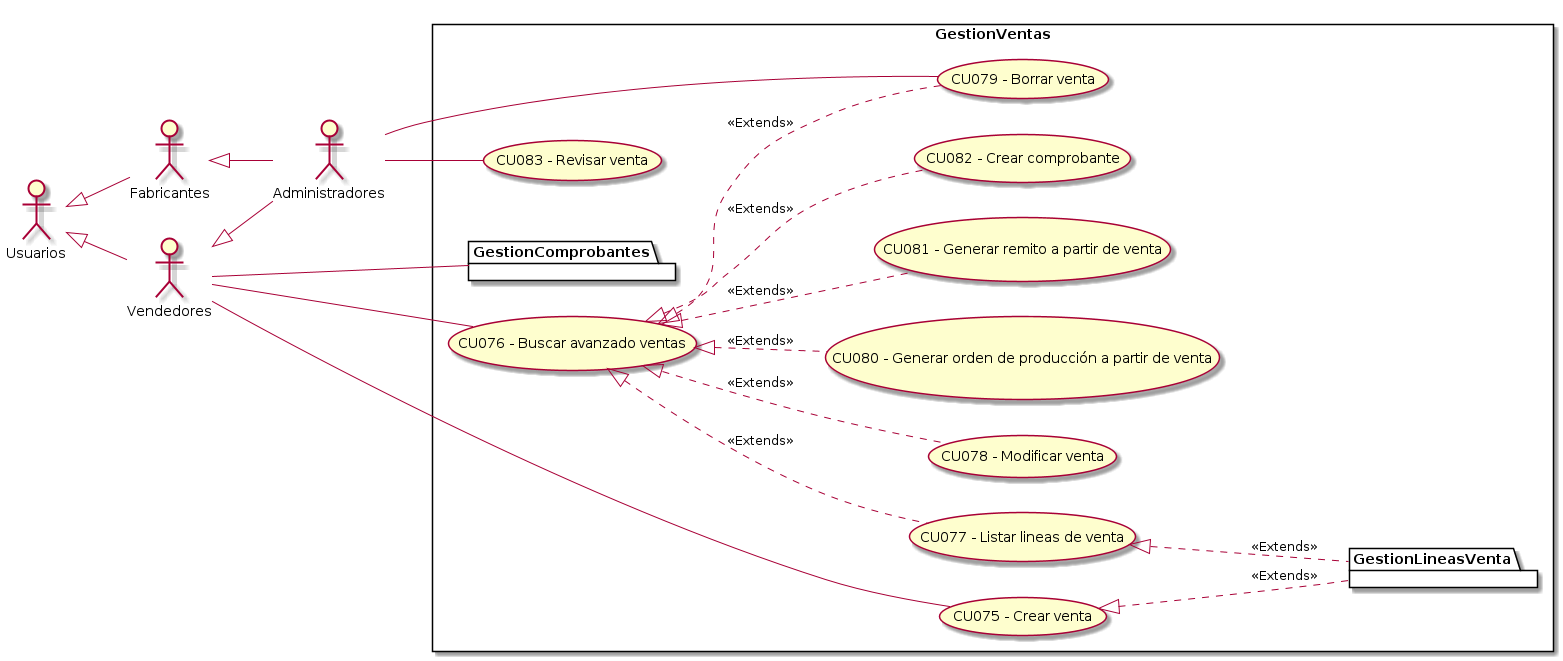 GestionVentas
CU079 - Borrar venta
«Extends»
CU082 - Crear comprobante
CU083 - Revisar venta
Fabricantes
Administradores
«Extends»
Usuarios
CU081 - Generar remito a partir de venta
GestionComprobantes
Vendedores
«Extends»
CU076 - Buscar avanzado ventas
«Extends»
CU080 - Generar orden de producción a partir de venta
«Extends»
«Extends»
CU078 - Modificar venta
CU077 - Listar lineas de venta
«Extends»
GestionLineasVenta
«Extends»
CU075 - Crear venta